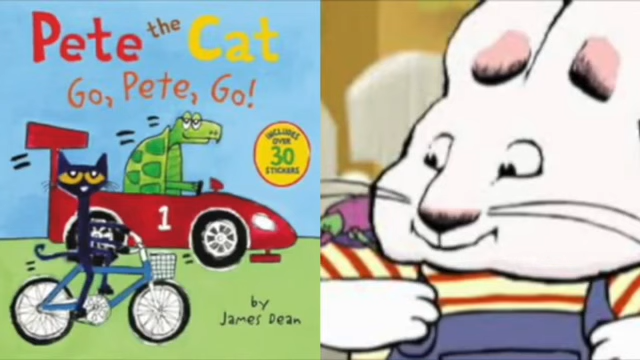 Pete the Cat
Go, Pete, Go!
INCLUDES
OVER
30
STICKERS
1
by
James Dean